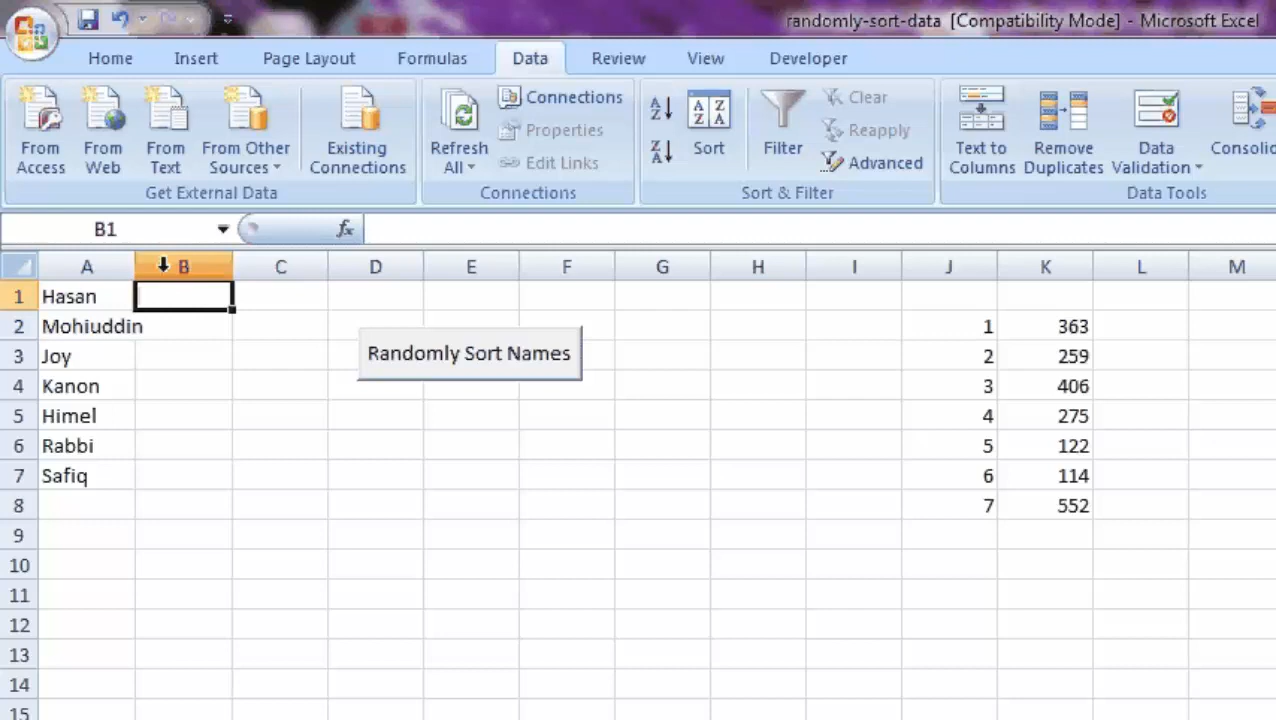 randomly-sort-data [Compatibility Mode] - Microsoft Excel
Home Insert Page Layout Formulas Data Review View Developer
From Access
From Web
From Text
From Other Sources
Existing Connections
Get External Data
Refresh All
Connections
Properties
Edit Links
Connections
Sort
Filter
Clear
Reapply
Advanced
Sort & Filter
Text to Columns
Remove Duplicates
Data Validation
Data Tools
B1 fx
A B C D E F G H I J K L M
1 Hasan
2 Mohiuddin 1 363
Randomly Sort Names
3 Joy 2 259
4 Kanon 3 406
5 Himel 4 275
6 Rabbi 5 122
7 Safiq 6 114
8 7 552
9
10
11
12
13
14
15